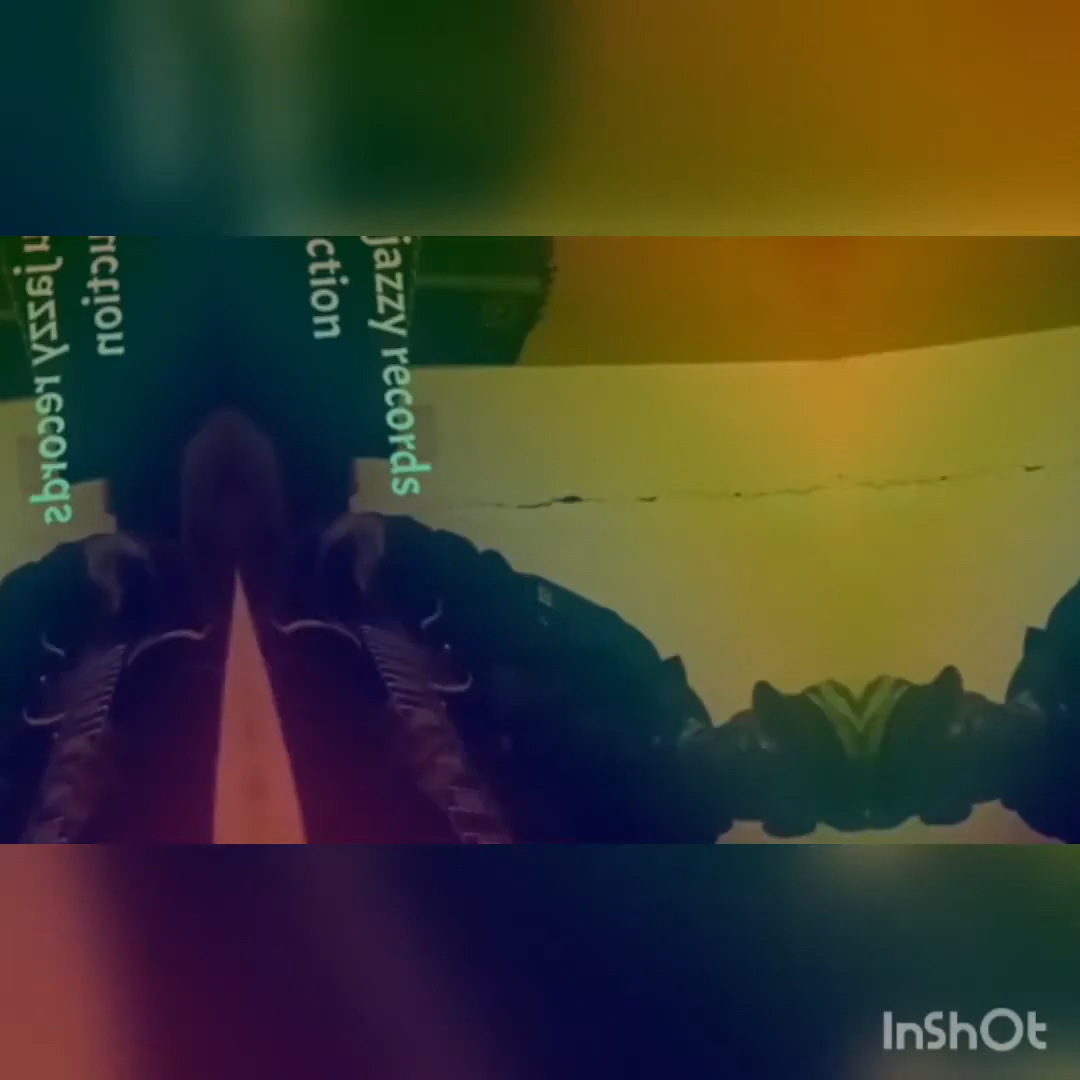 jazzy records
ction
nction
jazzy records
InShOt